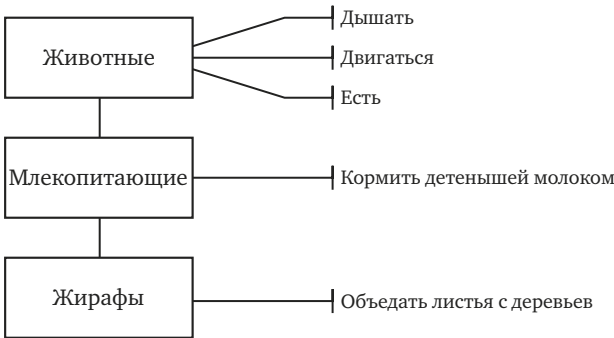 Животные
Дышать
Двигаться
Есть
Млекопитающие
Кормить детенышей молоком
Жирафы
Объедать листья с деревьев